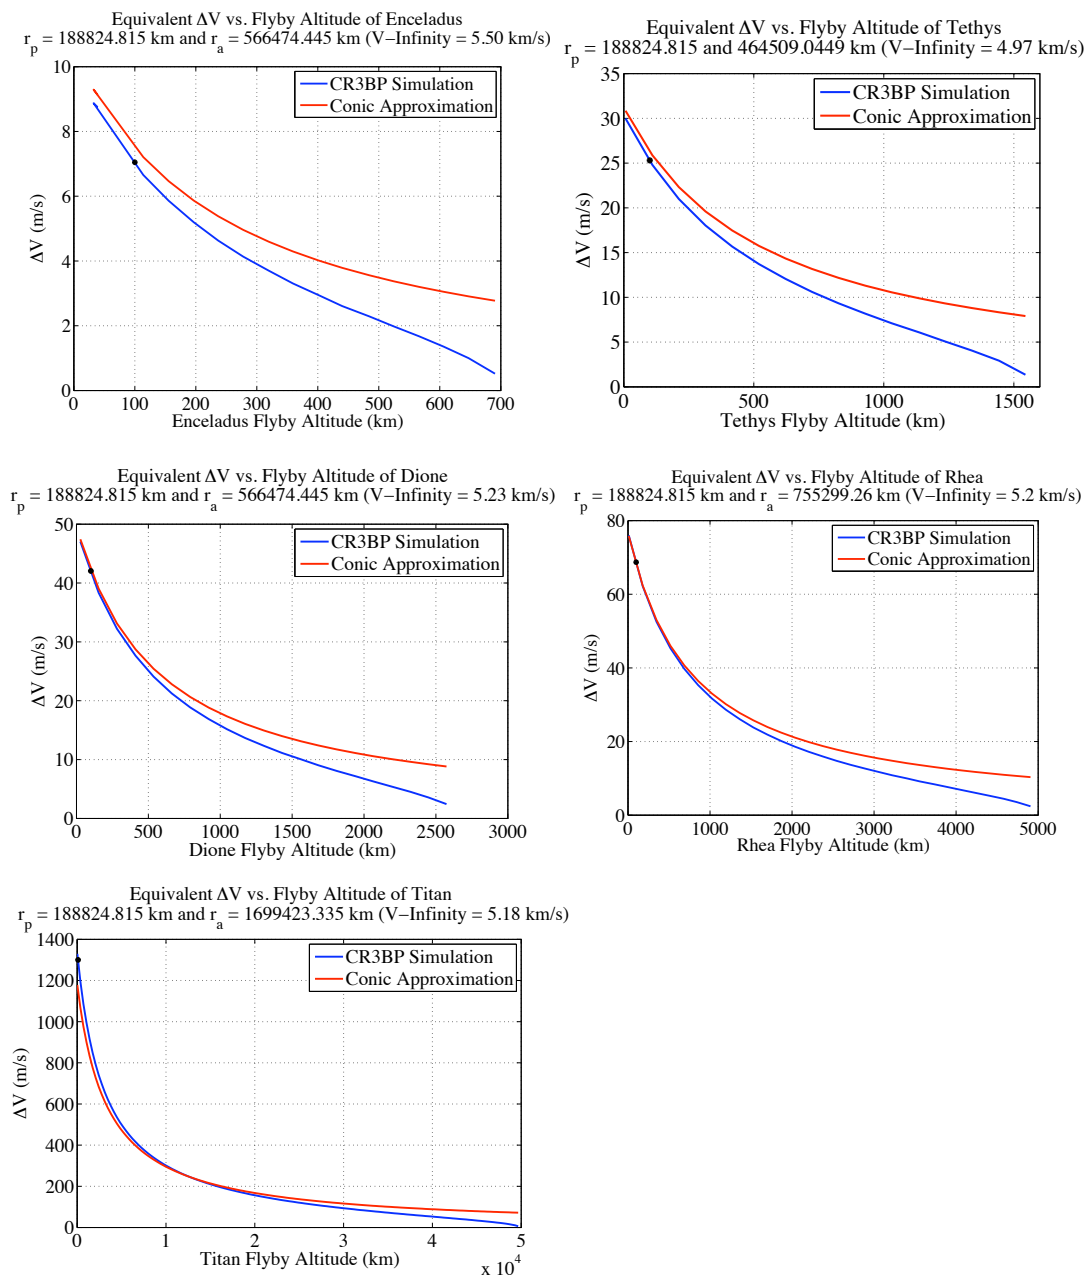 Equivalent ΔV vs. Flyby Altitude of Enceladus
r_p = 188824.815 km and r_a = 566474.445 km (V−Infinity = 5.50 km/s)
10
8
6
4
2
0
ΔV (m/s)
CR3BP Simulation
Conic Approximation
0 100 200 300 400 500 600 700
Enceladus Flyby Altitude (km)
Equivalent ΔV vs. Flyby Altitude of Tethys
r_p = 188824.815 and 464509.0449 km (V−Infinity = 4.97 km/s)
35
30
25
20
15
10
5
0
ΔV (m/s)
CR3BP Simulation
Conic Approximation
0 500 1000 1500
Tethys Flyby Altitude (km)
Equivalent ΔV vs. Flyby Altitude of Dione
r_p = 188824.815 km and r_a = 566474.445 km (V−Infinity = 5.23 km/s)
50
40
30
20
10
0
ΔV (m/s)
CR3BP Simulation
Conic Approximation
0 500 1000 1500 2000 2500 3000
Dione Flyby Altitude (km)
Equivalent ΔV vs. Flyby Altitude of Rhea
r_p = 188824.815 km and r_a = 755299.26 km (V−Infinity = 5.2 km/s)
80
60
40
20
0
ΔV (m/s)
CR3BP Simulation
Conic Approximation
0 1000 2000 3000 4000 5000
Rhea Flyby Altitude (km)
Equivalent ΔV vs. Flyby Altitude of Titan
r_p = 188824.815 km and r_a = 1699423.335 km (V−Infinity = 5.18 km/s)
1400
1200
1000
800
600
400
200
0
ΔV (m/s)
CR3BP Simulation
Conic Approximation
0 1 2 3 4 5
Titan Flyby Altitude (km)
x 10^4